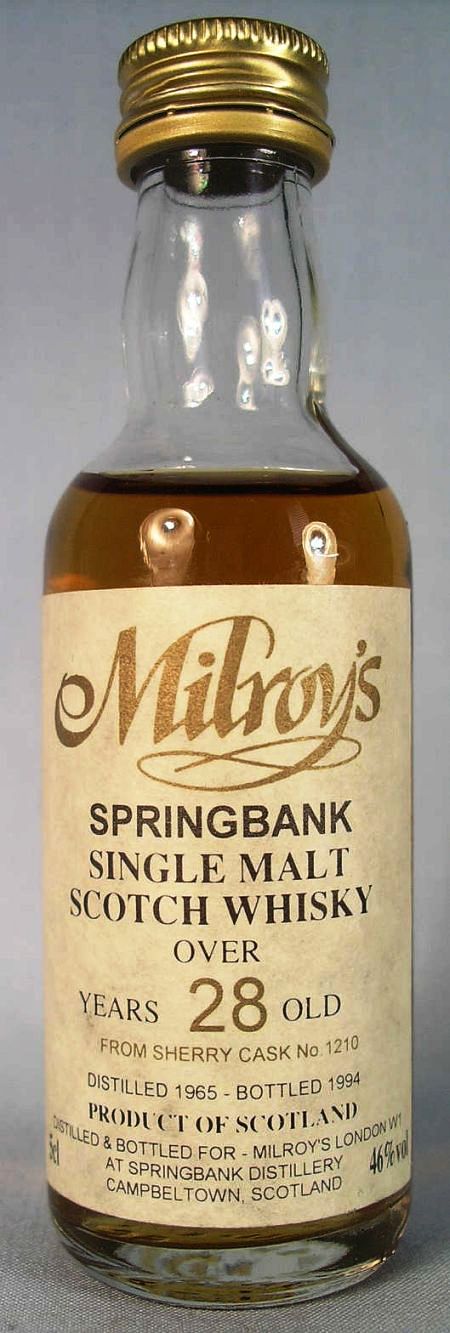 Milroy's
SPRINGBANK
SINGLE MALT
SCOTCH WHISKY
OVER
YEARS 28 OLD
FROM SHERRY CASK No. 1210
DISTILLED 1965 - BOTTLED 1994
PRODUCT OF SCOTLAND
DISTILLED & BOTTLED FOR - MILROY'S LONDON W1
5cl AT SPRINGBANK DISTILLERY 46%vol
CAMPBELTOWN, SCOTLAND